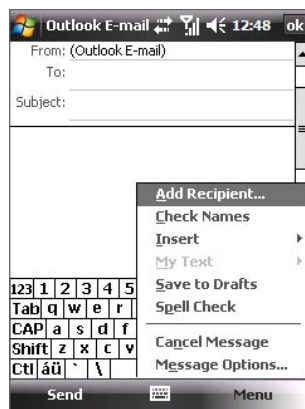 Outlook E-mail 12:48 ok
From: (Outlook E-mail)
To:
Subject:
Add Recipient...
Check Names
Insert
My Text
Save to Drafts
Spell Check
Cancel Message
Message Options...
123 1 2 3 4 5
Tab q w e r
CAP a s d f
Shift z x c v
Ctl áü ` \
Send Menu